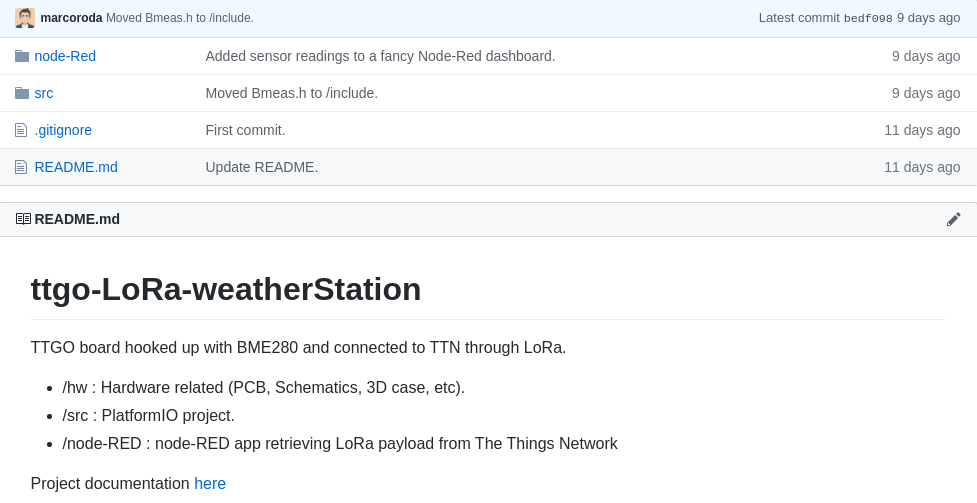 marcoroda Moved Bmeas.h to /include. Latest commit bedf098 9 days ago
node-Red Added sensor readings to a fancy Node-Red dashboard. 9 days ago
src Moved Bmeas.h to /include. 9 days ago
.gitignore First commit. 11 days ago
README.md Update README. 11 days ago
README.md
ttgo-LoRa-weatherStation
TTGO board hooked up with BME280 and connected to TTN through LoRa.
• /hw : Hardware related (PCB, Schematics, 3D case, etc).
• /src : PlatformIO project.
• /node-RED : node-RED app retrieving LoRa payload from The Things Network
Project documentation here